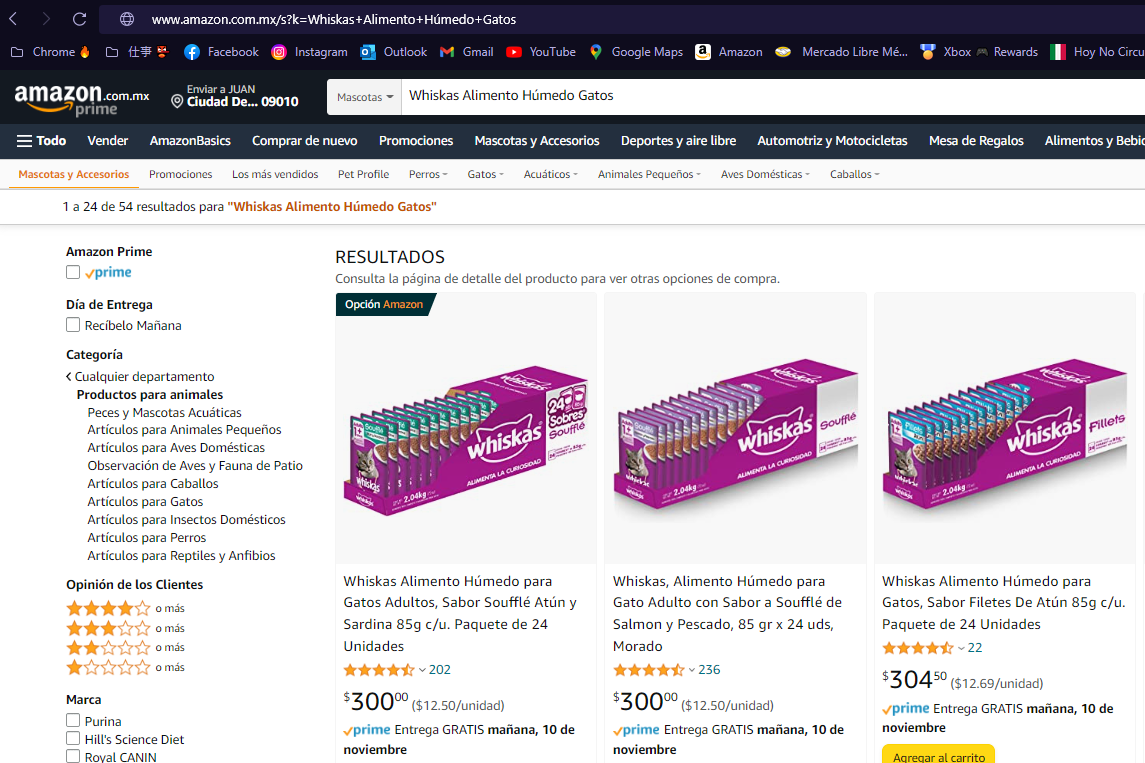 www.amazon.com.mx/s?k=Whiskas+Alimento+Húmedo+Gatos
Chrome 仕事 Facebook Instagram Outlook Gmail YouTube Google Maps Amazon Mercado Libre Mé... Xbox Rewards Hoy No Circu
amazon.com.mx
prime
Enviar a JUAN
Ciudad De... 09010
Mascotas
Whiskas Alimento Húmedo Gatos
Todo Vender AmazonBasics Comprar de nuevo Promociones Mascotas y Accesorios Deportes y aire libre Automotriz y Motocicletas Mesa de Regalos Alimentos y Bebid
Mascotas y Accesorios Promociones Los más vendidos Pet Profile Perros Gatos Acuáticos Animales Pequeños Aves Domésticas Caballos
1 a 24 de 54 resultados para "Whiskas Alimento Húmedo Gatos"
Amazon Prime
prime
Día de Entrega
Recíbelo Mañana
Categoría
Cualquier departamento
Productos para animales
Peces y Mascotas Acuáticas
Artículos para Animales Pequeños
Artículos para Aves Domésticas
Observación de Aves y Fauna de Patio
Artículos para Caballos
Artículos para Gatos
Artículos para Insectos Domésticos
Artículos para Perros
Artículos para Reptiles y Anfibios
Opinión de los Clientes
o más
o más
o más
o más
Marca
Purina
Hill's Science Diet
Royal CANIN
RESULTADOS
Consulta la página de detalle del producto para ver otras opciones de compra.
Opción Amazon
whiskas
24
Sobres
Soufflé
whiskas
ALIMENTA LA CURIOSIDAD
2.04kg
whiskas
Whiskas Alimento Húmedo para
Gatos Adultos, Sabor Soufflé Atún y
Sardina 85g c/u. Paquete de 24
Unidades
202
$30000 ($12.50/unidad)
prime Entrega GRATIS mañana, 10 de
noviembre
whiskas
Soufflé
whiskas
ALIMENTA LA CURIOSIDAD
2.04kg
whiskas
Whiskas, Alimento Húmedo para
Gato Adulto con Sabor a Soufflé de
Salmon y Pescado, 85 gr x 24 uds,
Morado
236
$30000 ($12.50/unidad)
prime Entrega GRATIS mañana, 10 de
noviembre
whiskas
Fillets
whiskas
ALIMENTA LA CURIOSIDAD
2.04kg
whiskas
Whiskas Alimento Húmedo para
Gatos, Sabor Filetes De Atún 85g c/u.
Paquete de 24 Unidades
22
$30450 ($12.69/unidad)
prime Entrega GRATIS mañana, 10 de
noviembre
Agregar al carrito